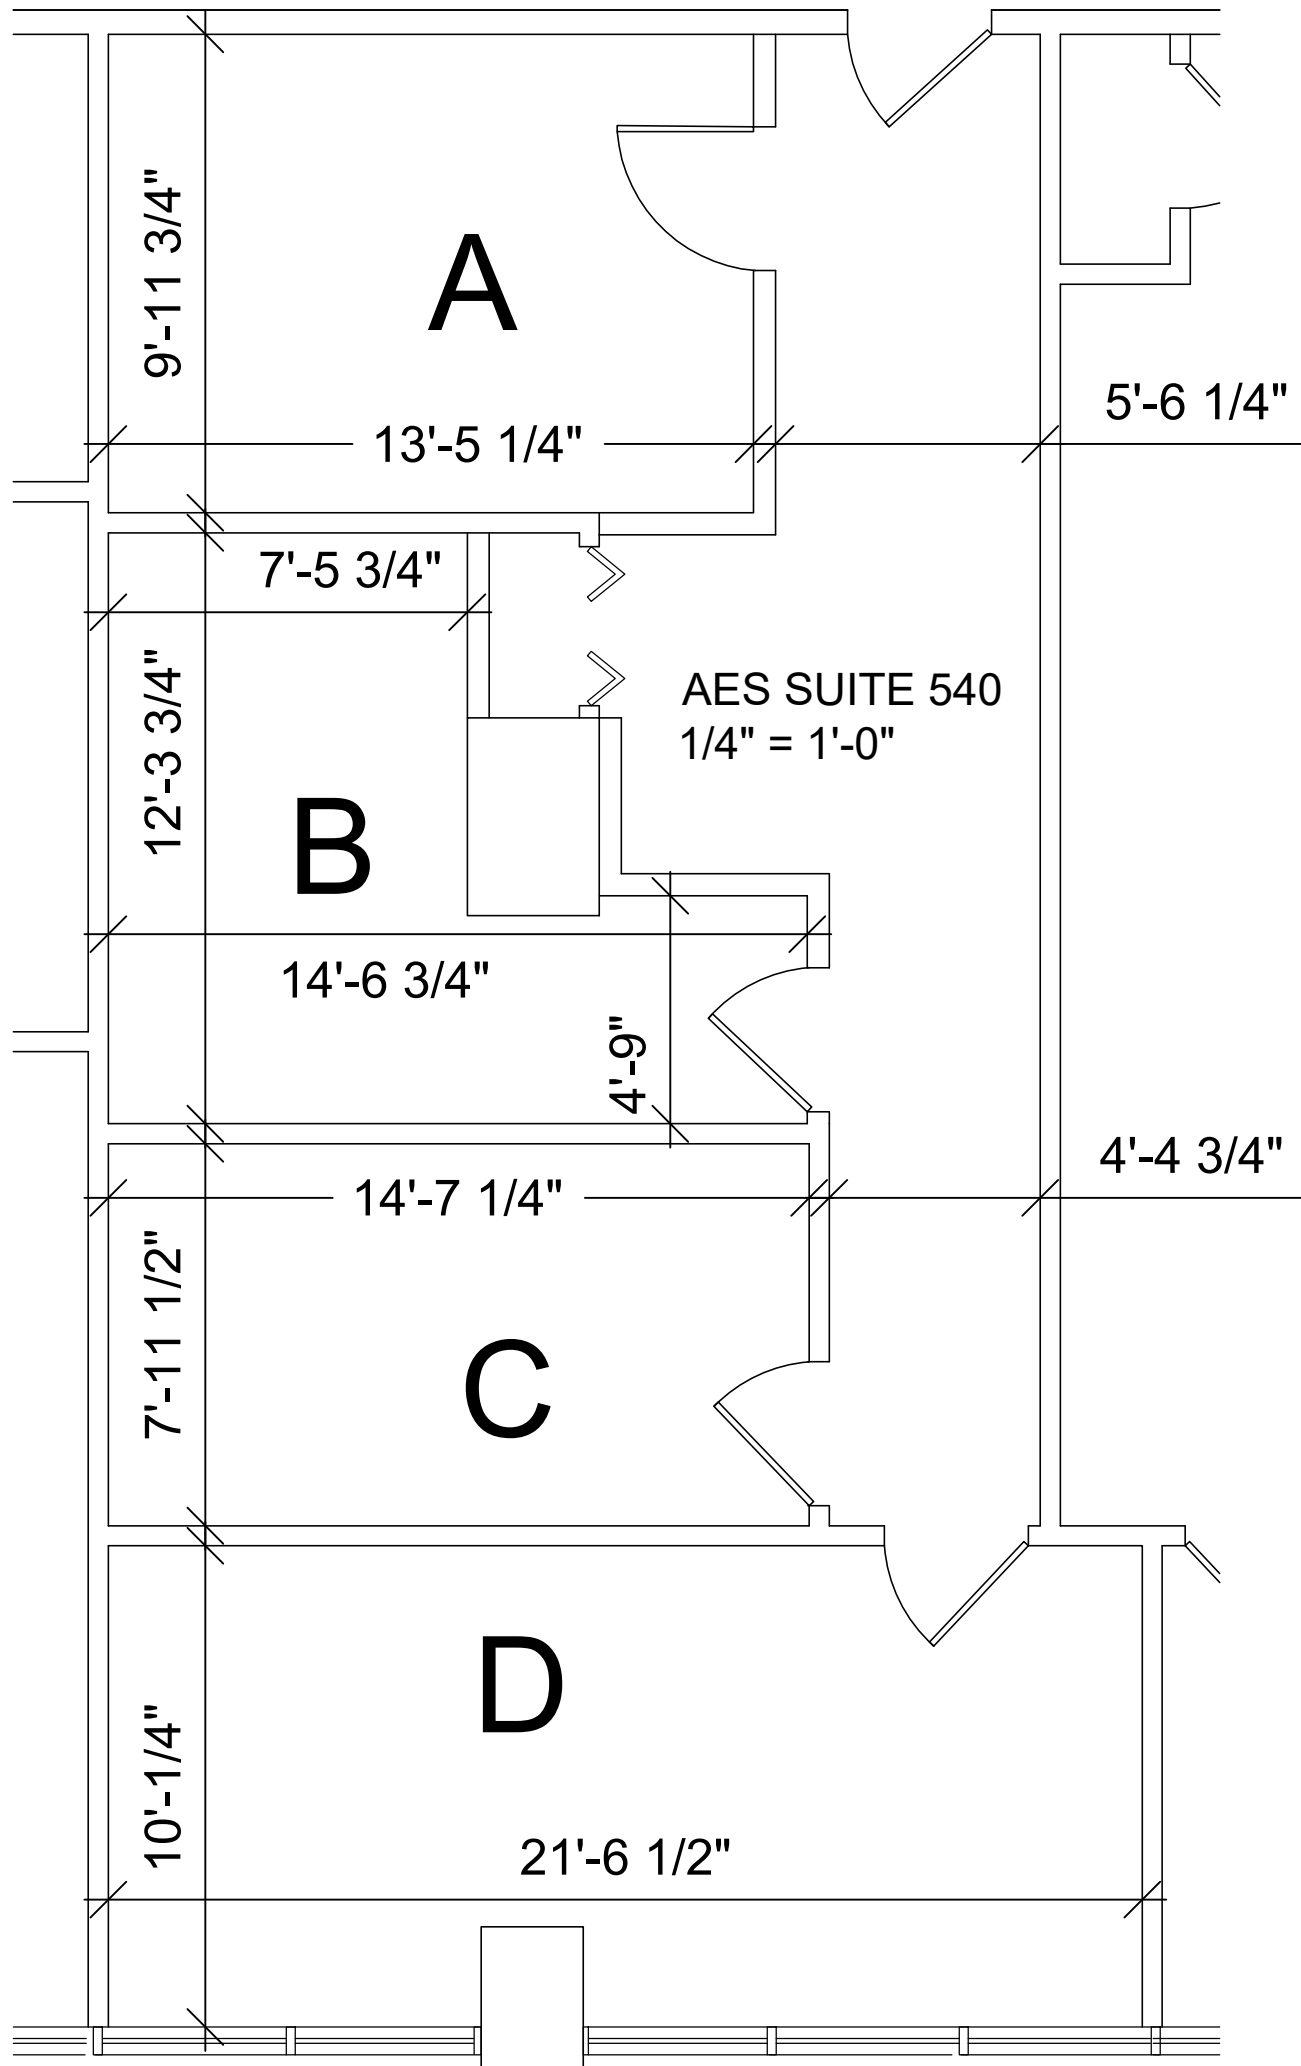 9'-11 3/4"
A
5'-6 1/4"
13'-5 1/4"
7'-5 3/4"
12'-3 3/4"
AES SUITE 540
1/4" = 1'-0"
B
14'-6 3/4"
4'-9"
4'-4 3/4"
14'-7 1/4"
7'-11 1/2"
C
D
10'-1/4"
21'-6 1/2"